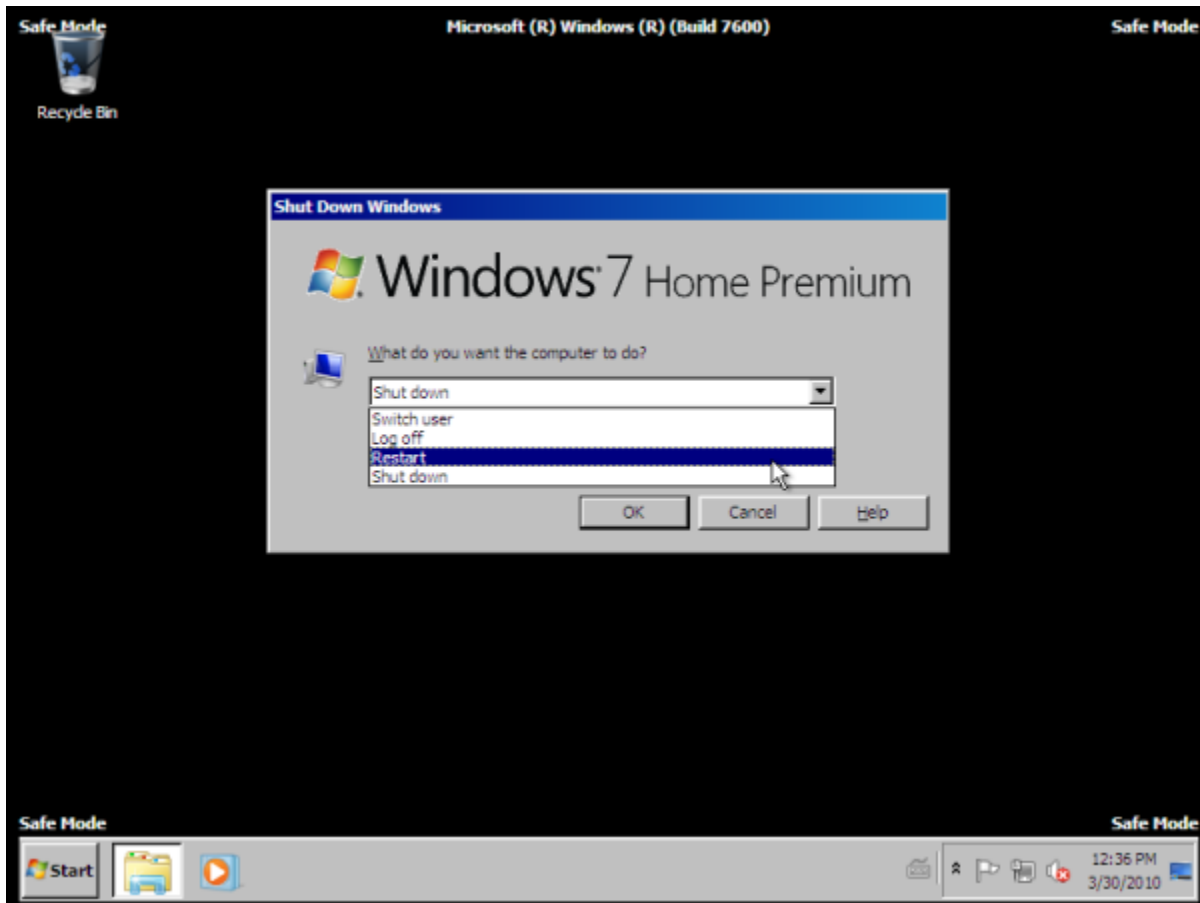 Safe Mode
Microsoft (R) Windows (R) (Build 7600)
Safe Mode
Recycle Bin
Shut Down Windows
Windows 7 Home Premium
What do you want the computer to do?
Shut down
Switch user
Log off
Restart
Shut down
OK
Cancel
Help
Safe Mode
Safe Mode
Start
12:36 PM
3/30/2010